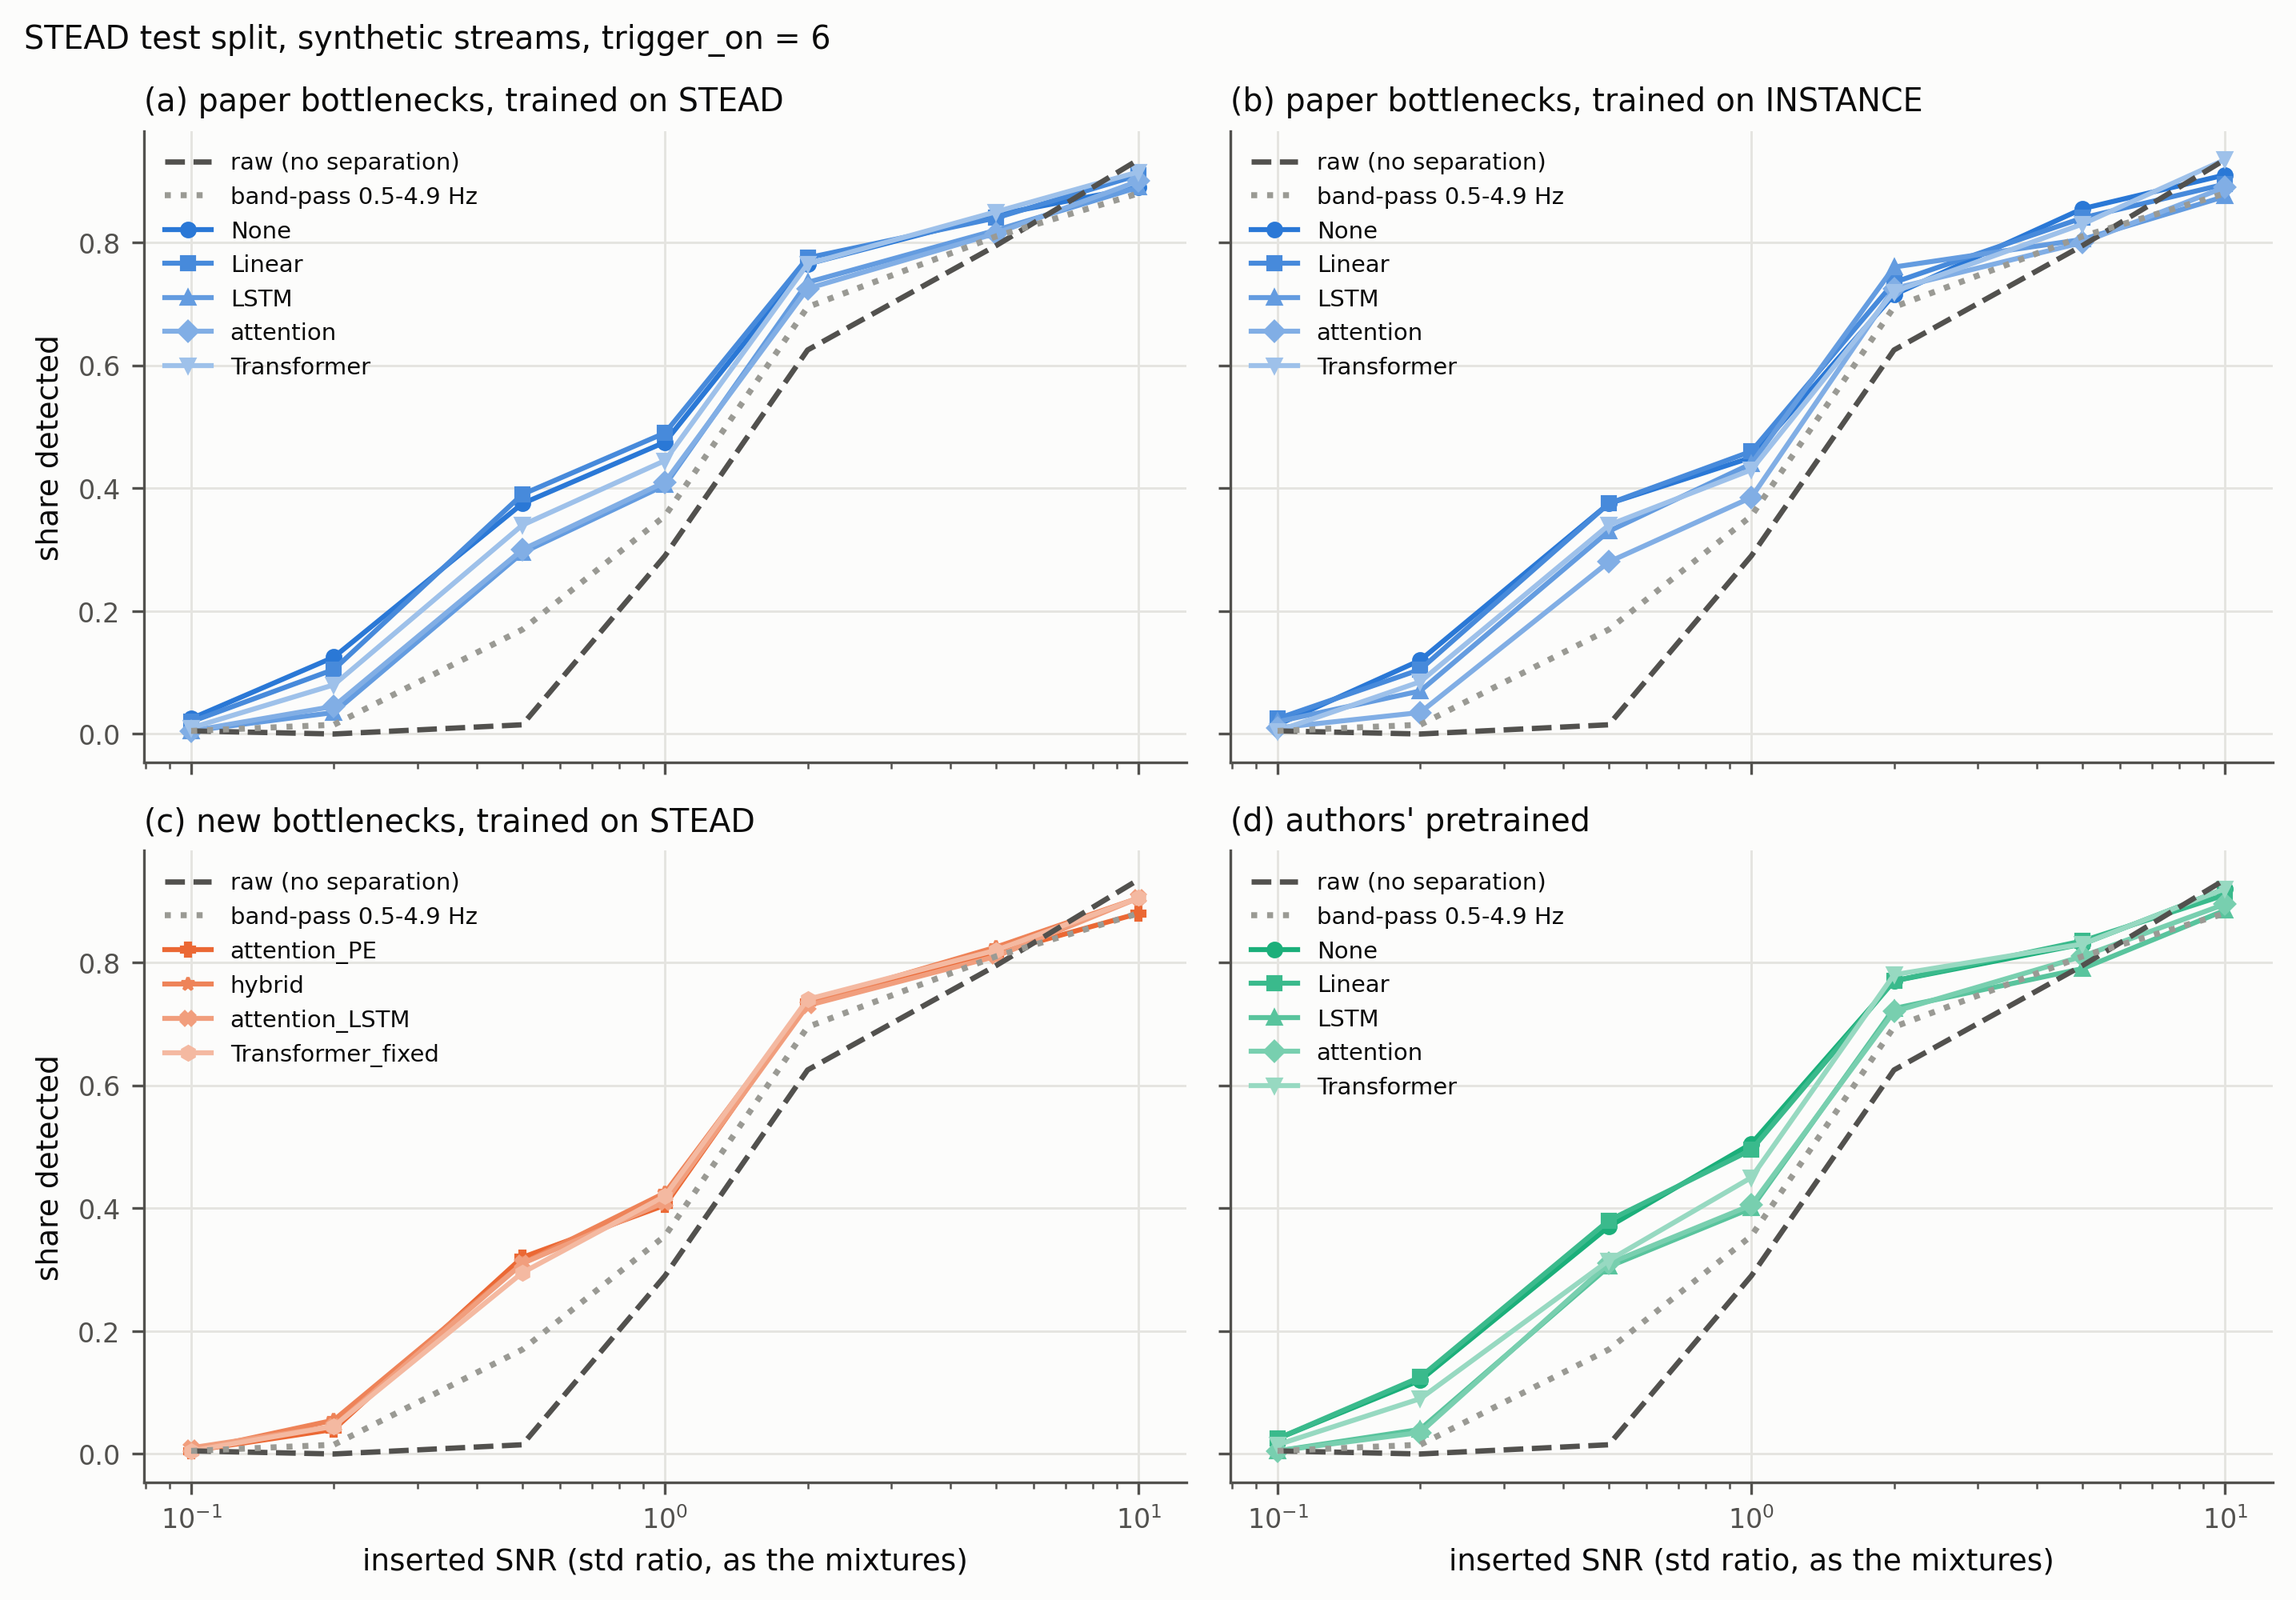 STEAD test split, synthetic streams, trigger_on = 6
(a) paper bottlenecks, trained on STEAD
raw (no separation)
band-pass 0.5-4.9 Hz
None
Linear
LSTM
attention
Transformer
share detected
0.8
0.6
0.4
0.2
0.0
(b) paper bottlenecks, trained on INSTANCE
raw (no separation)
band-pass 0.5-4.9 Hz
None
Linear
LSTM
attention
Transformer
(c) new bottlenecks, trained on STEAD
raw (no separation)
band-pass 0.5-4.9 Hz
attention_PE
hybrid
attention_LSTM
Transformer_fixed
share detected
0.8
0.6
0.4
0.2
0.0
10⁻¹ 10⁰ 10¹
inserted SNR (std ratio, as the mixtures)
(d) authors' pretrained
raw (no separation)
band-pass 0.5-4.9 Hz
None
Linear
LSTM
attention
Transformer
10⁻¹ 10⁰ 10¹
inserted SNR (std ratio, as the mixtures)